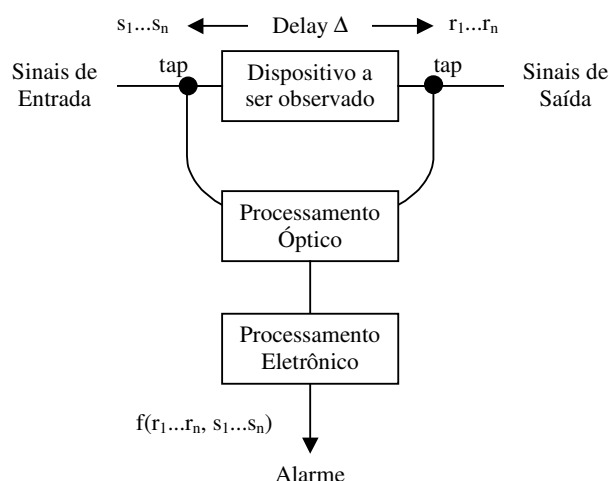 s₁...sₙ Delay Δ r₁...rₙ
Sinais de
Entrada
tap
Dispositivo a
ser observado
tap
Sinais de
Saída
Processamento
Óptico
Processamento
Eletrônico
f(r₁...rₙ, s₁...sₙ)
Alarme